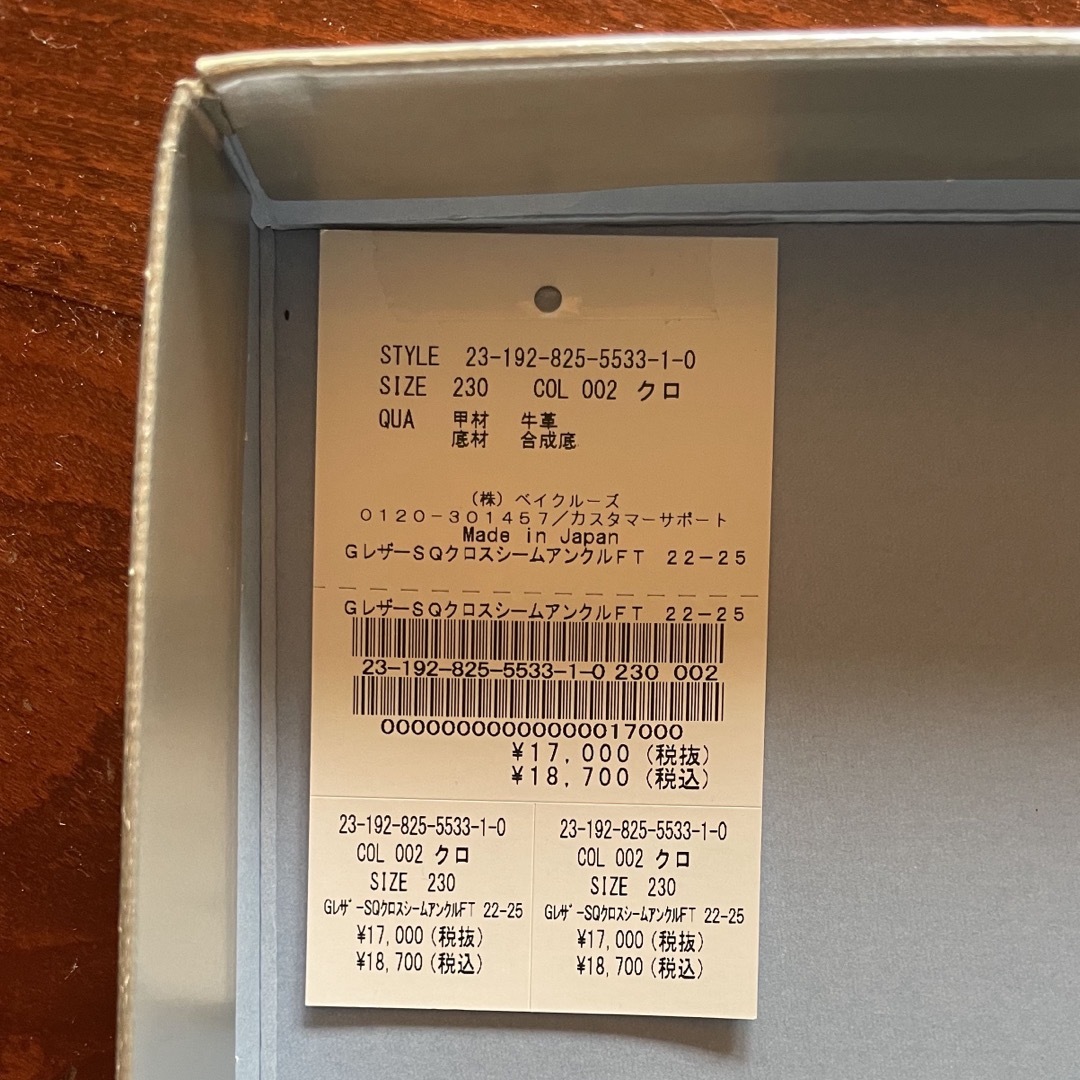 STYLE 23-192-825-5533-1-0
SIZE 230 COL 002 クロ
QUA 甲材 牛革
底材 合成底
(株)ベイクルーズ
0120-301457/カスタマーサポート
Made in Japan
GレザーSQクロスシームアンクルFT 22-25
GレザーSQクロスシームアンクルFT 22-25
23-192-825-5533-1-0 230 002
00000000000000017000
¥17,000(税抜)
¥18,700(税込)
23-192-825-5533-1-0
COL 002 クロ
SIZE 230
GレザーSQクロスシームアンクルFT 22-25
¥17,000(税抜)
¥18,700(税込)
23-192-825-5533-1-0
COL 002 クロ
SIZE 230
GレザーSQクロスシームアンクルFT 22-25
¥17,000(税抜)
¥18,700(税込)